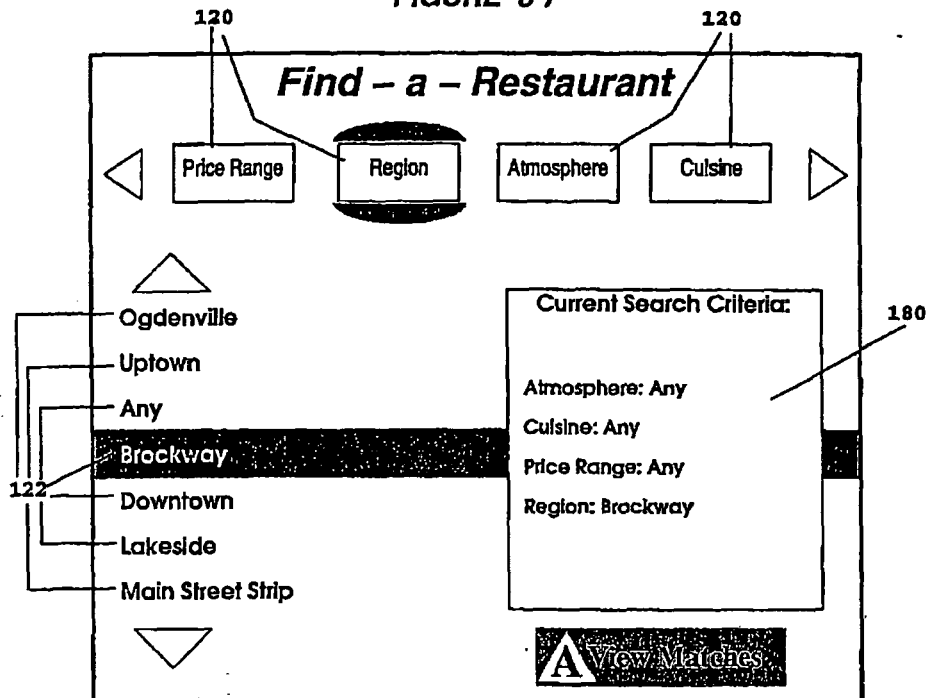 120 120
Find – a – Restaurant
Price Range Region Atmosphere Cuisine
Ogdenville
Uptown
Any
Brockway
Downtown
Lakeside
Main Street Strip
122
Current Search Criteria:
Atmosphere: Any
Cuisine: Any
Price Range: Any
Region: Brockway
180
A View Matches